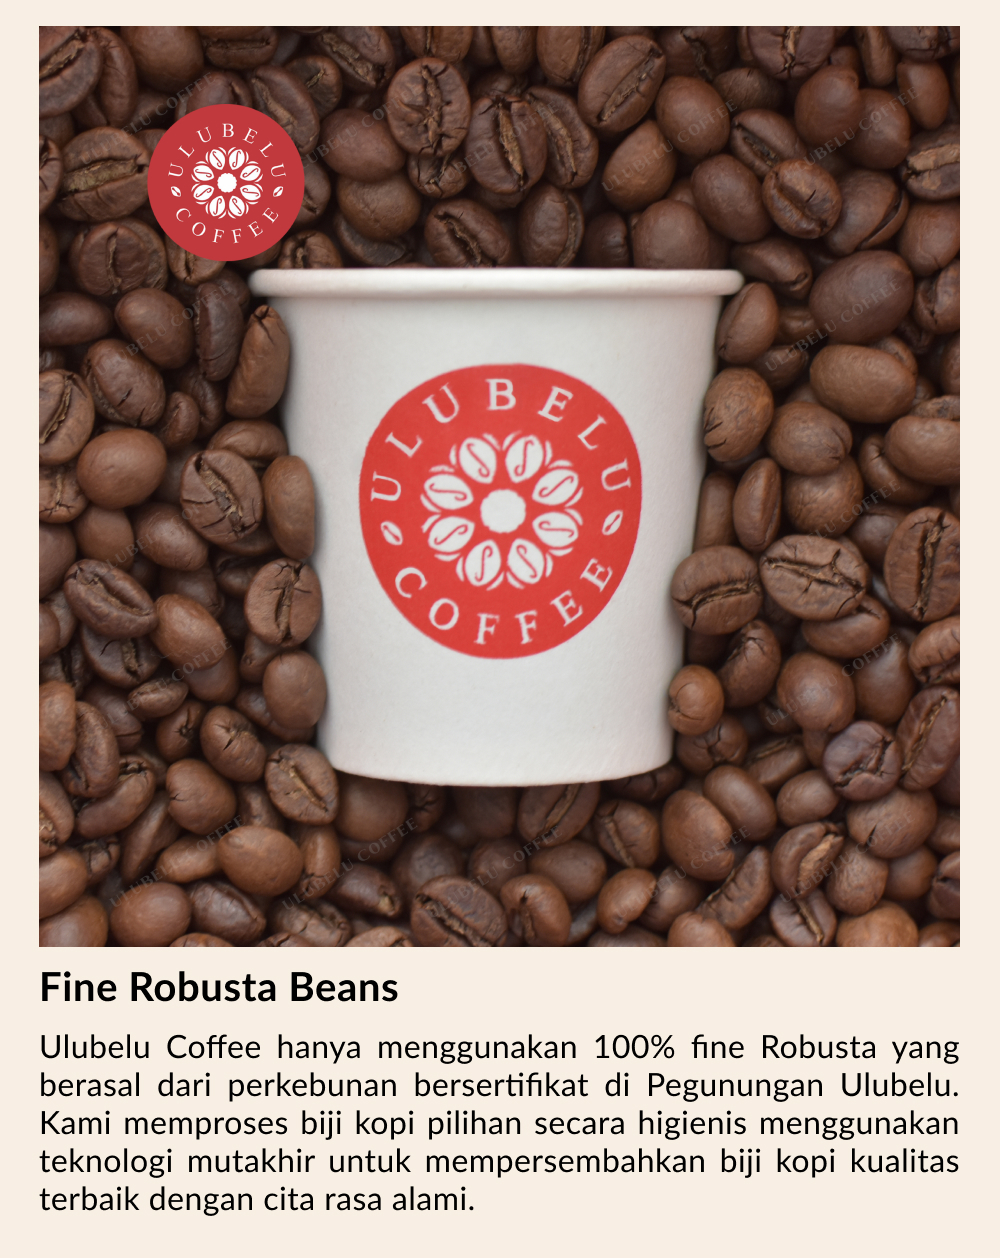 ULUBELU
COFFEE
ULUBELU
COFFEE
Fine Robusta Beans
Ulubelu Coffee hanya menggunakan 100% fine Robusta yang
berasal dari perkebunan bersertifikat di Pegunungan Ulubelu.
Kami memproses biji kopi pilihan secara higienis menggunakan
teknologi mutakhir untuk mempersembahkan biji kopi kualitas
terbaik dengan cita rasa alami.